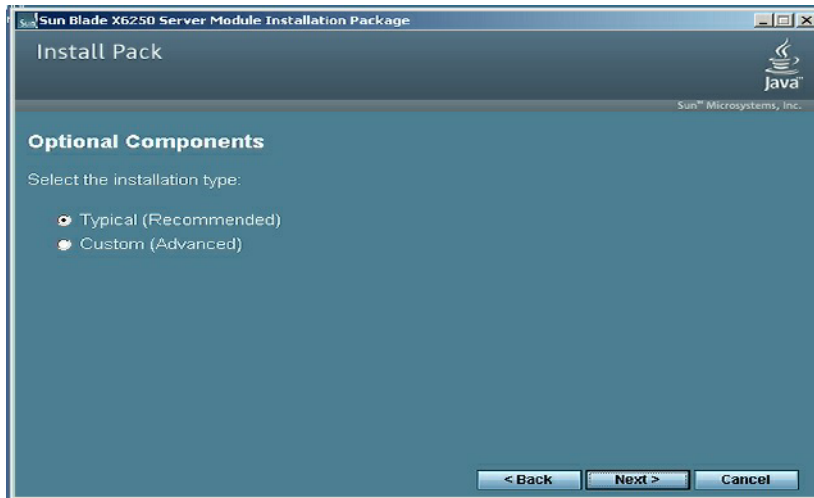 Sun Blade X6250 Server Module Installation Package
Install Pack
Java™
Sun™ Microsystems, Inc.
Optional Components
Select the installation type:
Typical (Recommended)
Custom (Advanced)
< Back
Next >
Cancel